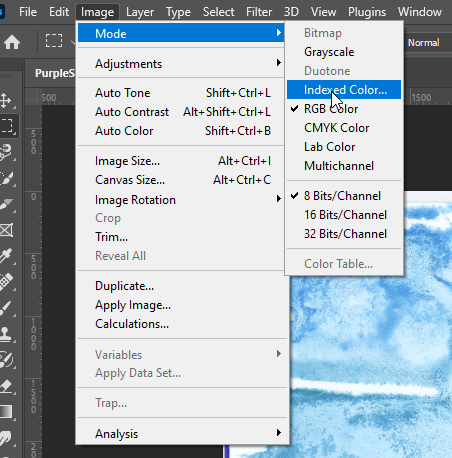 File Edit Image Layer Type Select Filter 3D View Plugins Window
Mode
Adjustments
Auto Tone Shift+Ctrl+L
Auto Contrast Alt+Shift+Ctrl+L
Auto Color Shift+Ctrl+B
Image Size... Alt+Ctrl+I
Canvas Size... Alt+Ctrl+C
Image Rotation
Crop
Trim...
Reveal All
Duplicate...
Apply Image...
Calculations...
Variables
Apply Data Set...
Trap...
Analysis
Bitmap
Grayscale
Duotone
Indexed Color...
RGB Color
CMYK Color
Lab Color
Multichannel
8 Bits/Channel
16 Bits/Channel
32 Bits/Channel
Color Table...
Normal
PurpleS
500
1500
500
1000